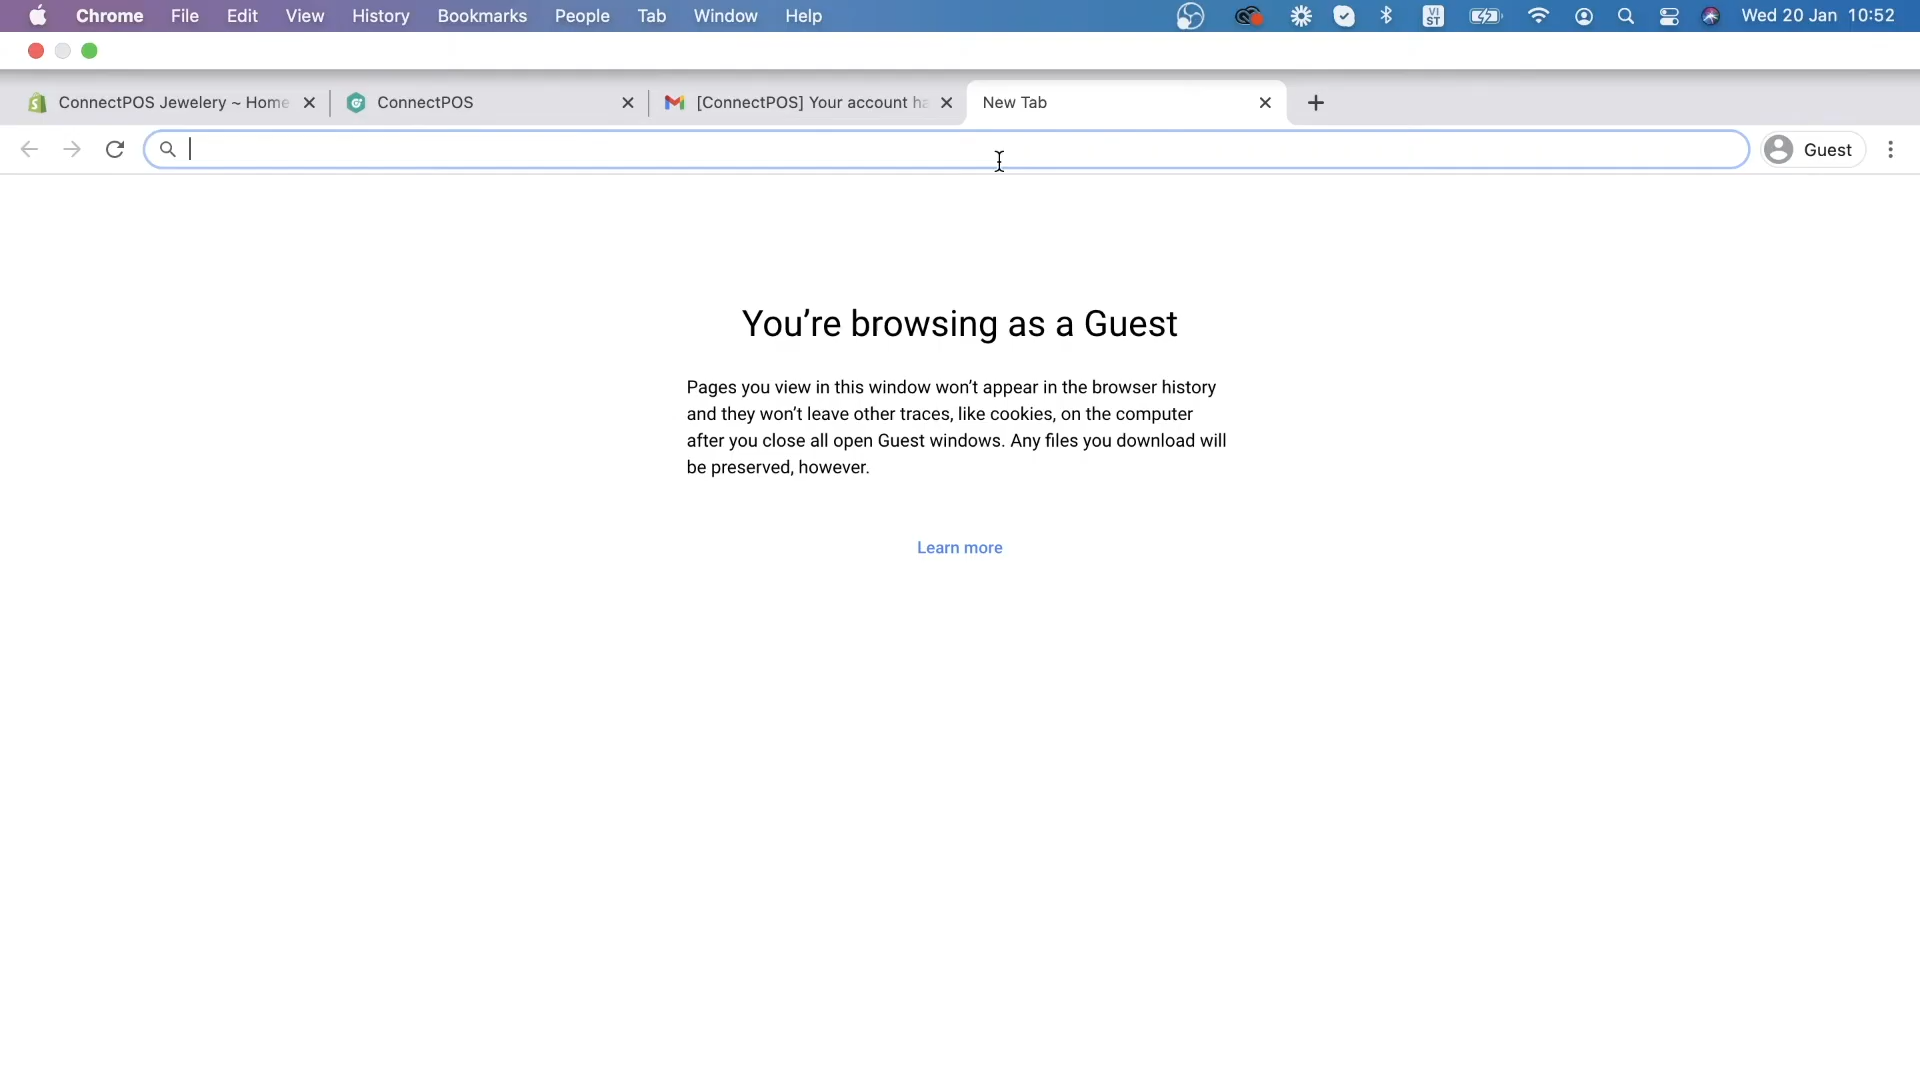 Chrome File Edit View History Bookmarks People Tab Window Help VI ST Wed 20 Jan 10:52
ConnectPOS Jewelery ~ Home ConnectPOS [ConnectPOS] Your account ha New Tab
Guest
You're browsing as a Guest
Pages you view in this window won't appear in the browser history
and they won't leave other traces, like cookies, on the computer
after you close all open Guest windows. Any files you download will
be preserved, however.
Learn more